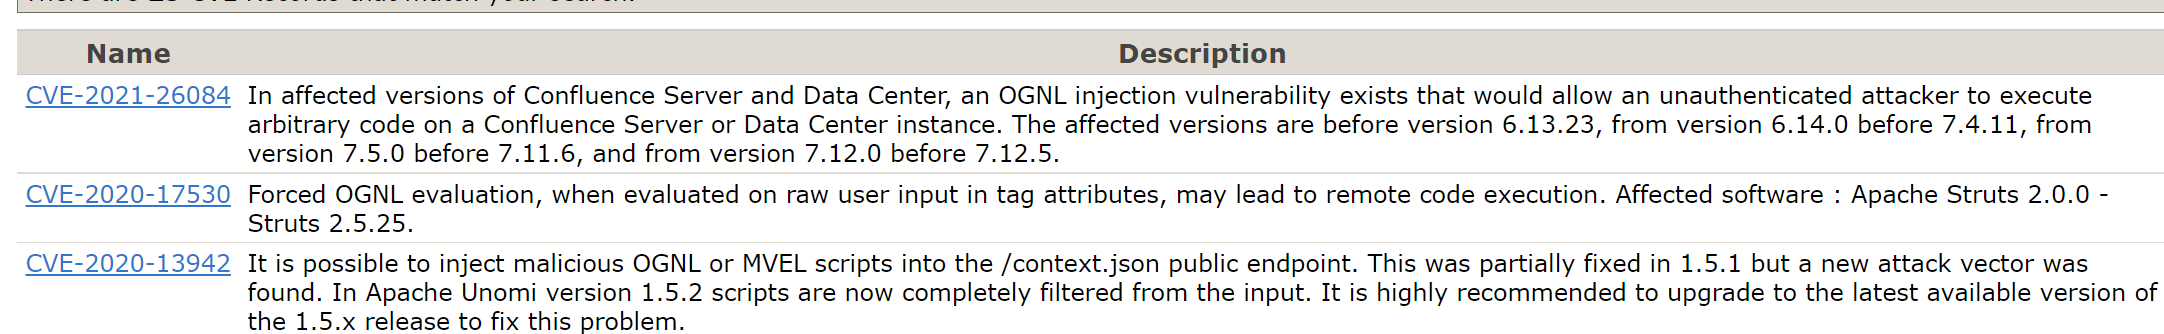 Name Description
CVE-2021-26084 In affected versions of Confluence Server and Data Center, an OGNL injection vulnerability exists that would allow an unauthenticated attacker to execute
arbitrary code on a Confluence Server or Data Center instance. The affected versions are before version 6.13.23, from version 6.14.0 before 7.4.11, from
version 7.5.0 before 7.11.6, and from version 7.12.0 before 7.12.5.
CVE-2020-17530 Forced OGNL evaluation, when evaluated on raw user input in tag attributes, may lead to remote code execution. Affected software : Apache Struts 2.0.0 -
Struts 2.5.25.
CVE-2020-13942 It is possible to inject malicious OGNL or MVEL scripts into the /context.json public endpoint. This was partially fixed in 1.5.1 but a new attack vector was
found. In Apache Unomi version 1.5.2 scripts are now completely filtered from the input. It is highly recommended to upgrade to the latest available version of
the 1.5.x release to fix this problem.